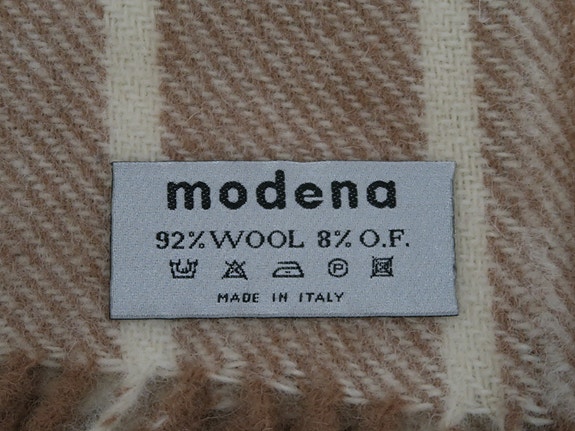 modena
92% WOOL 8% O.F.
P
MADE IN ITALY